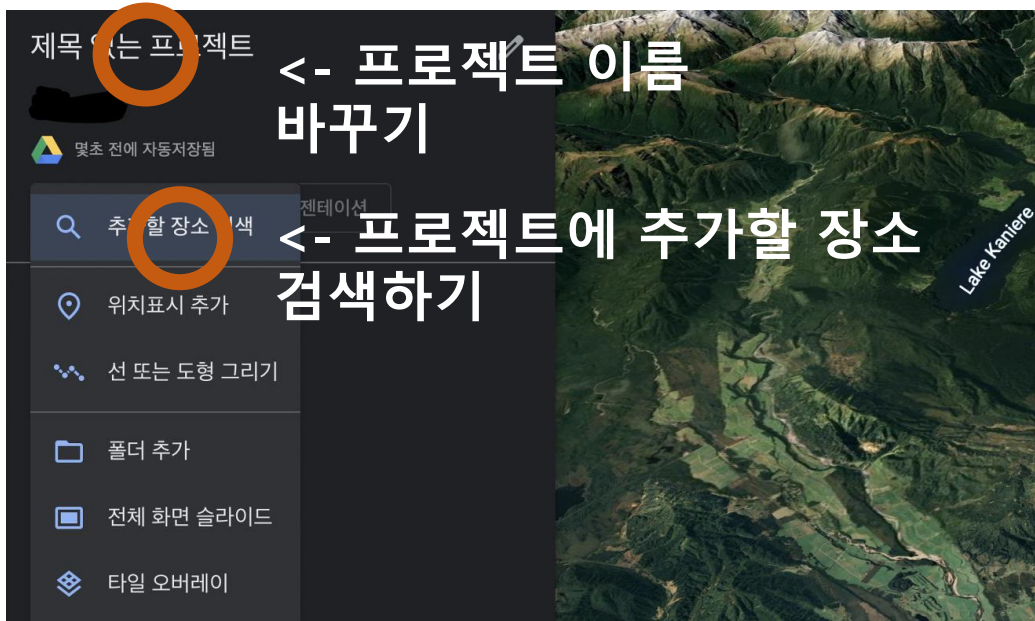 제목 없는 프로젝트
<- 프로젝트 이름
바꾸기
몇초 전에 자동저장됨
젠테이션
추가할 장소 검색
<- 프로젝트에 추가할 장소
검색하기
위치표시 추가
선 또는 도형 그리기
폴더 추가
전체 화면 슬라이드
타일 오버레이
Lake Kaniere